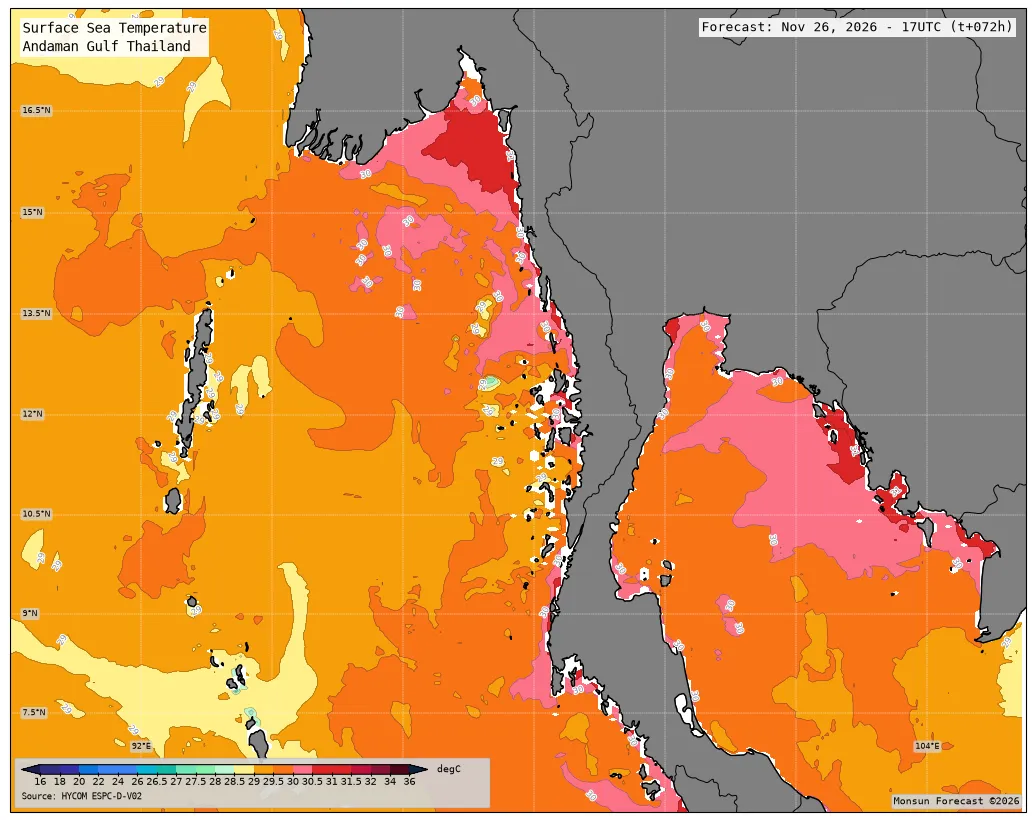 Surface Sea Temperature
Andaman Gulf Thailand
Forecast: Nov 26, 2026 - 17UTC (t+072h)
16.5°N
15°N
13.5°N
12°N
10.5°N
9°N
7.5°N
92°E
104°E
16 18 20 22 24 26 26.5 27 27.5 28 28.5 29 29.5 30 30.5 31 31.5 32 34 36
degC
Source: HYCOM ESPC-D-V02
Monsun Forecast ©2026